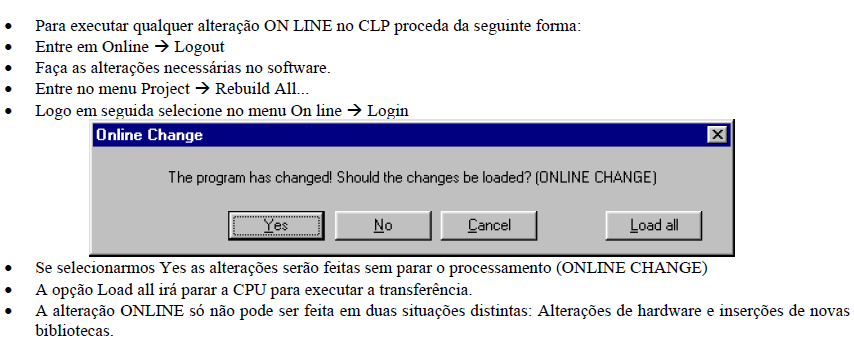 • Para executar qualquer alteração ON LINE no CLP proceda da seguinte forma:
• Entre em Online → Logout
• Faça as alterações necessárias no software.
• Entre no menu Project → Rebuild All...
• Logo em seguida selecione no menu On line → Login
Online Change
The program has changed! Should the changes be loaded? (ONLINE CHANGE)
Yes No Cancel Load all
• Se selecionarmos Yes as alterações serão feitas sem parar o processamento (ONLINE CHANGE)
• A opção Load all irá parar a CPU para executar a transferência.
• A alteração ONLINE só não pode ser feita em duas situações distintas: Alterações de hardware e inserções de novas
bibliotecas.